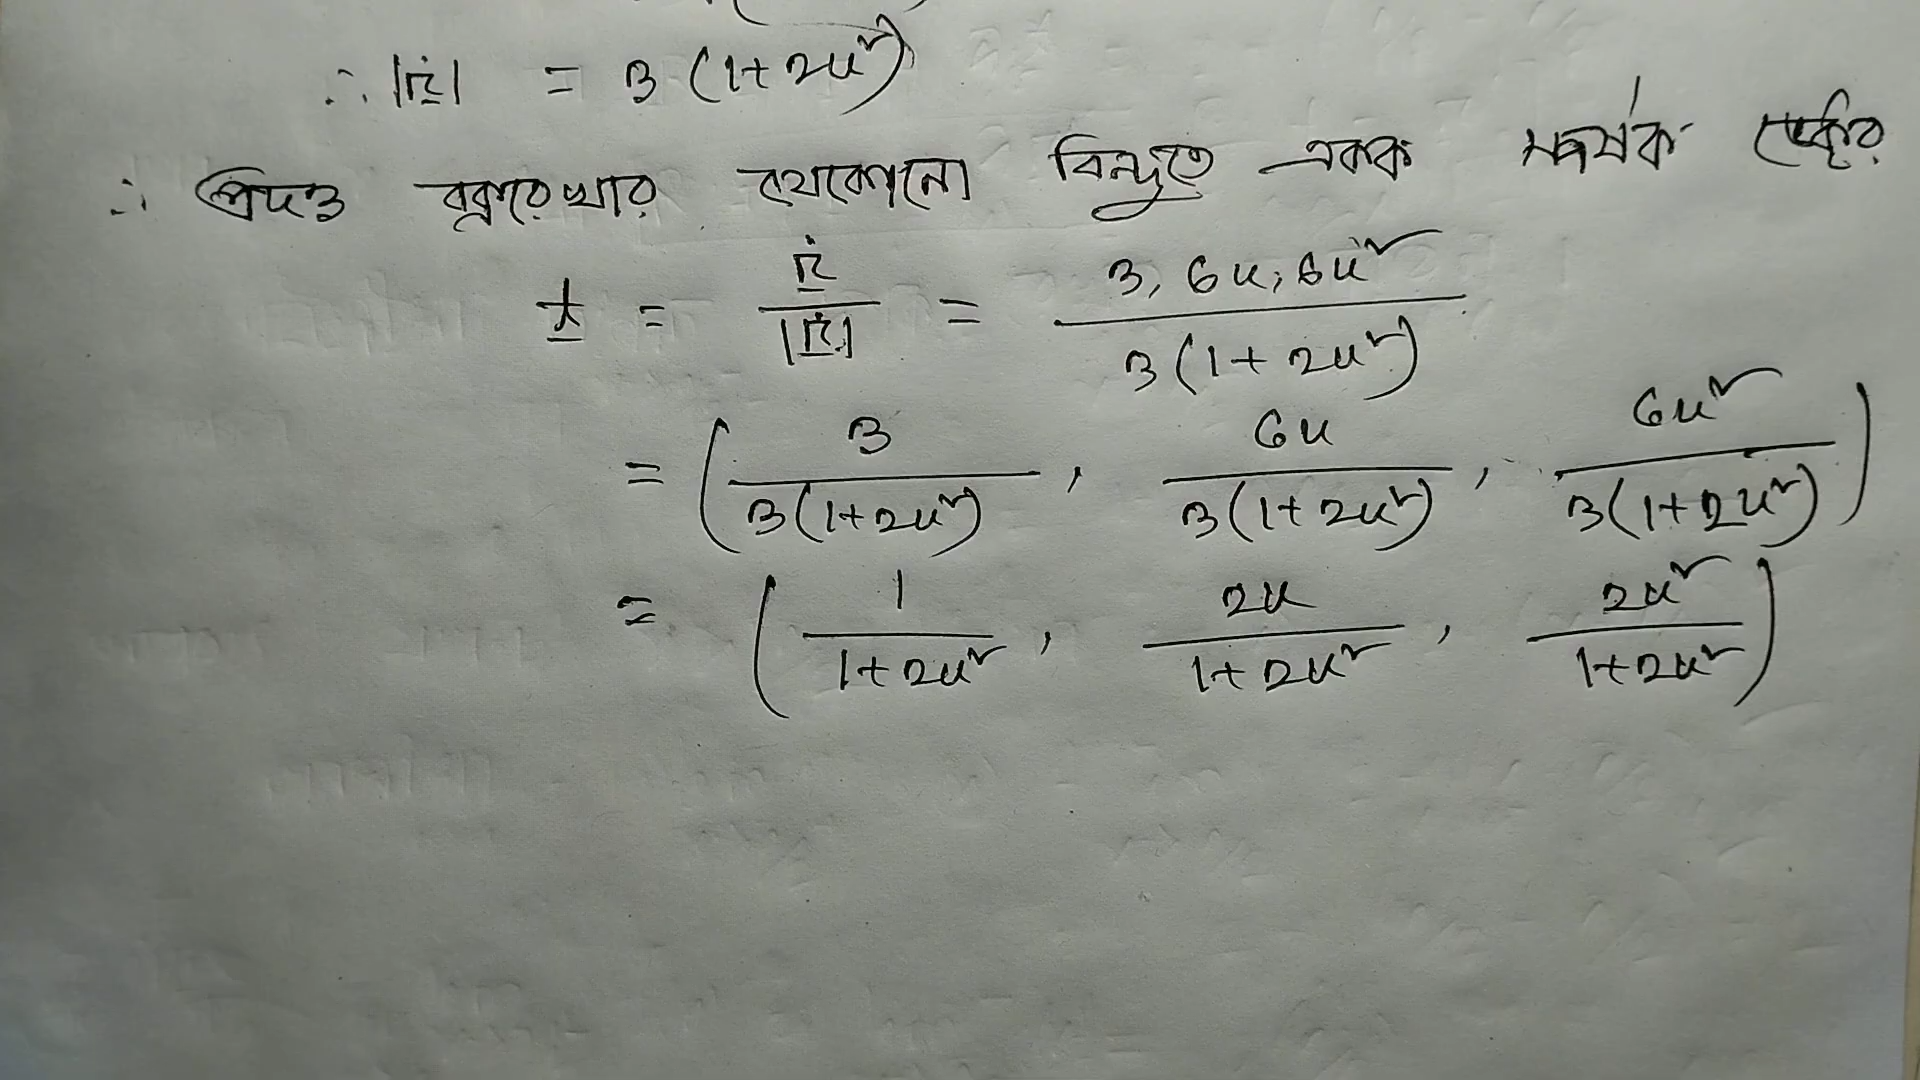 ∴ |ṙ| = 3(1+2u²)
∴ প্রদত্ত বক্ররেখার যেকোনো বিন্দুতে একক স্পর্শক ভেক্টর
t = ṙ / |ṙ| = 3, 6u, 6u² / 3(1+2u²)
= ( 3 / 3(1+2u²) , 6u / 3(1+2u²) , 6u² / 3(1+2u²) )
= ( 1 / 1+2u² , 2u / 1+2u² , 2u² / 1+2u² )